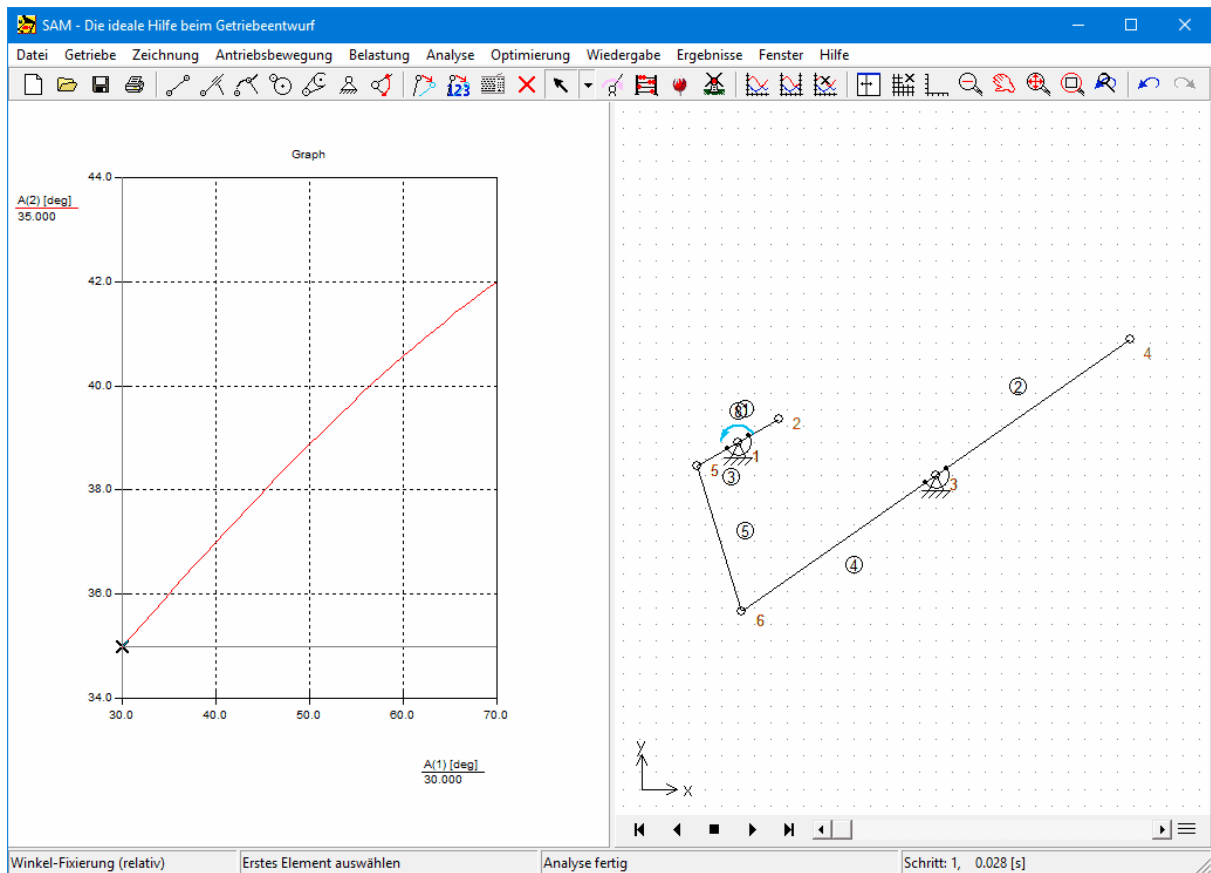 SAM - Die ideale Hilfe beim Getriebeentwurf
Datei Getriebe Zeichnung Antriebsbewegung Belastung Analyse Optimierung Wiedergabe Ergebnisse Fenster Hilfe
123
Graph
A(2) [deg]
35.000
44.0
42.0
40.0
38.0
36.0
34.0
30.0 40.0 50.0 60.0 70.0
A(1) [deg]
30.000
4
2
2
1
5
3
3
5
4
6
y
x
Winkel-Fixierung (relativ) Erstes Element auswählen Analyse fertig Schritt: 1, 0.028 [s]